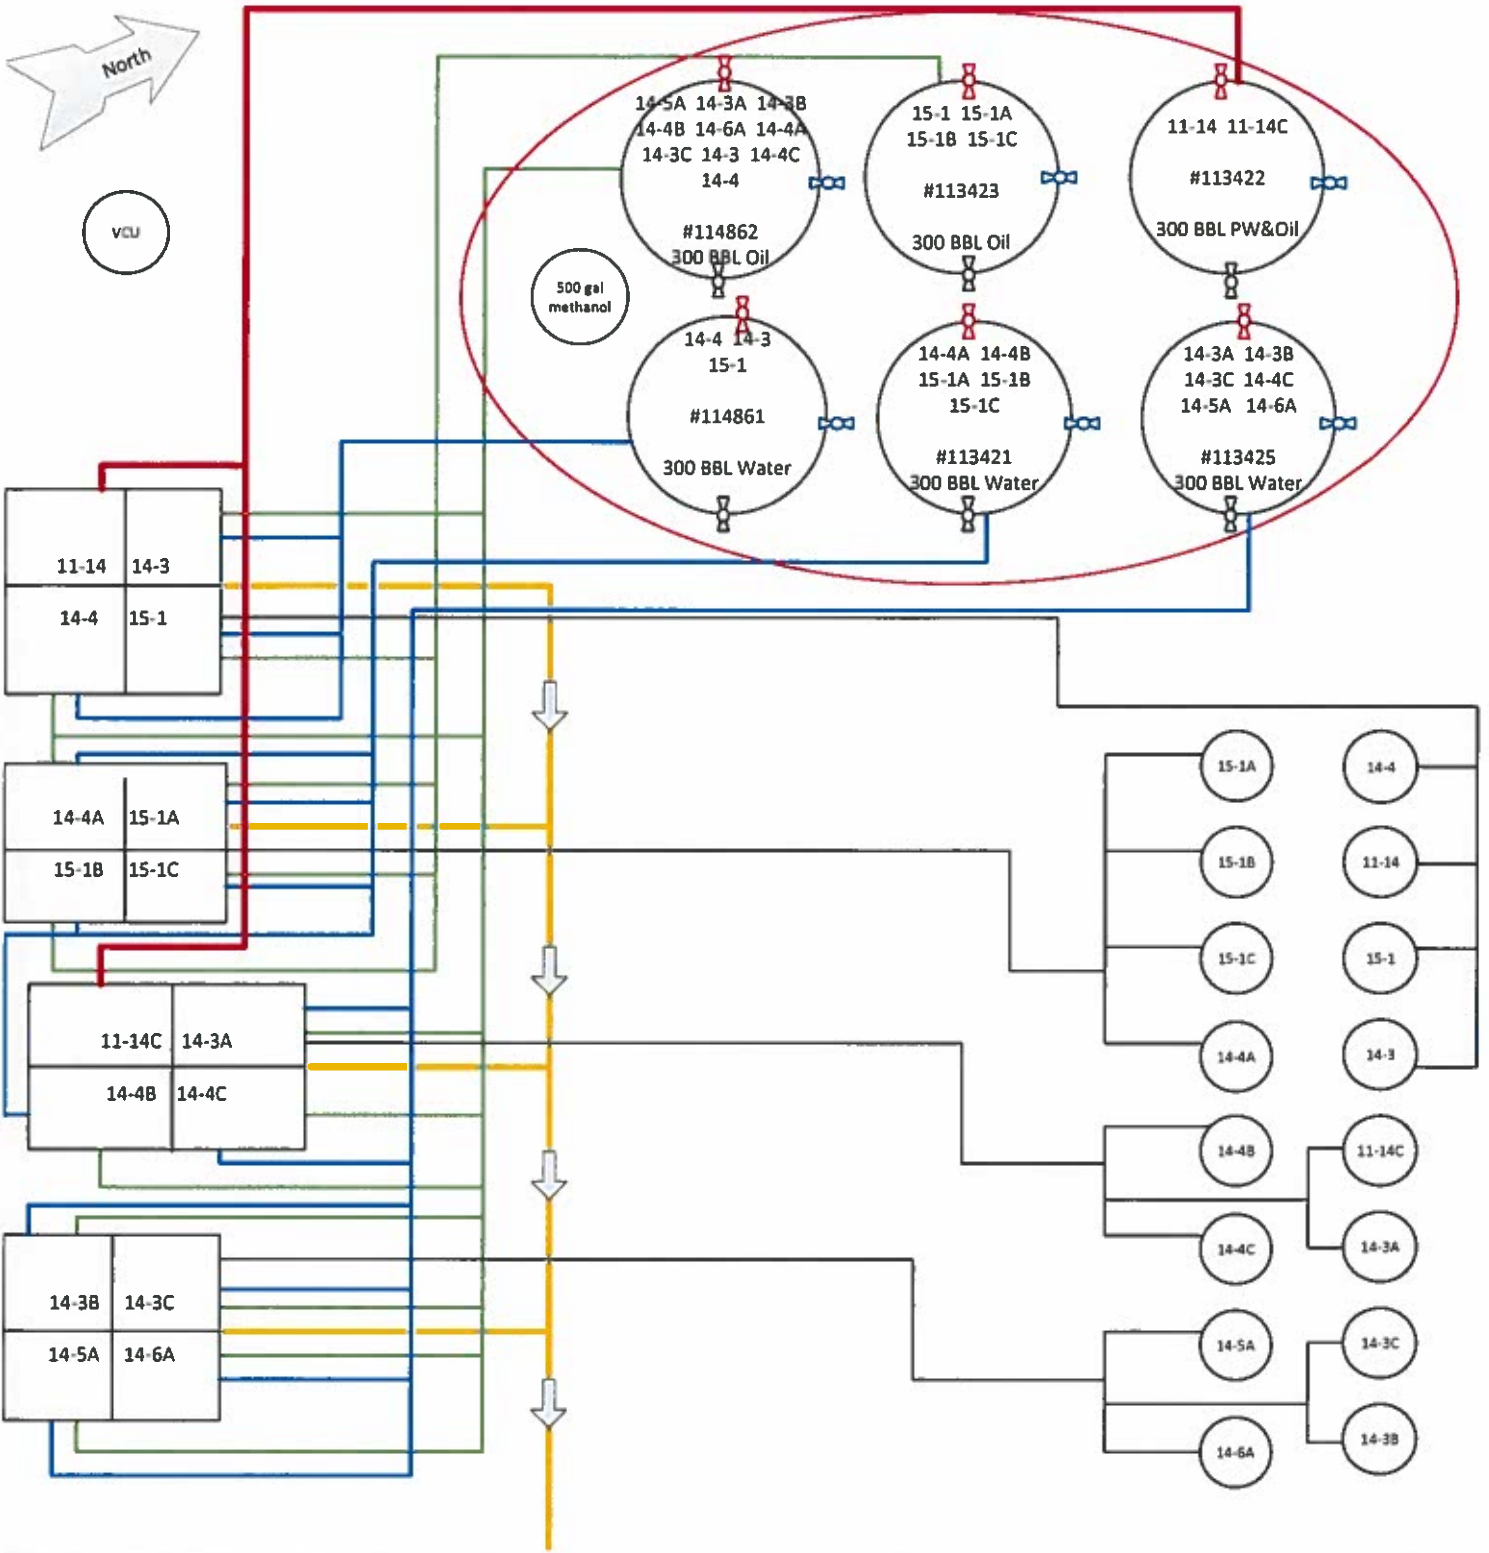 North
VCU
14-5A 14-3A 14-3B
14-4B 14-6A 14-4A
14-3C 14-3 14-4C
14-4
#114862
300 BBL Oil
15-1 15-1A
15-1B 15-1C
#113423
300 BBL Oil
11-14 11-14C
#113422
300 BBL PW&Oil
500 gal
methanol
14-4 14-3
15-1
#114861
300 BBL Water
14-4A 14-4B
15-1A 15-1B
15-1C
#113421
300 BBL Water
14-3A 14-3B
14-3C 14-4C
14-5A 14-6A
#113425
300 BBL Water
11-14 14-3
14-4 15-1
14-4A 15-1A
15-1B 15-1C
11-14C 14-3A
14-4B 14-4C
14-3B 14-3C
14-5A 14-6A
15-1A 14-4
15-1B 11-14
15-1C 15-1
14-4A 14-3
14-4B 11-14C
14-4C 14-3A
14-5A 14-3C
14-6A 14-3B